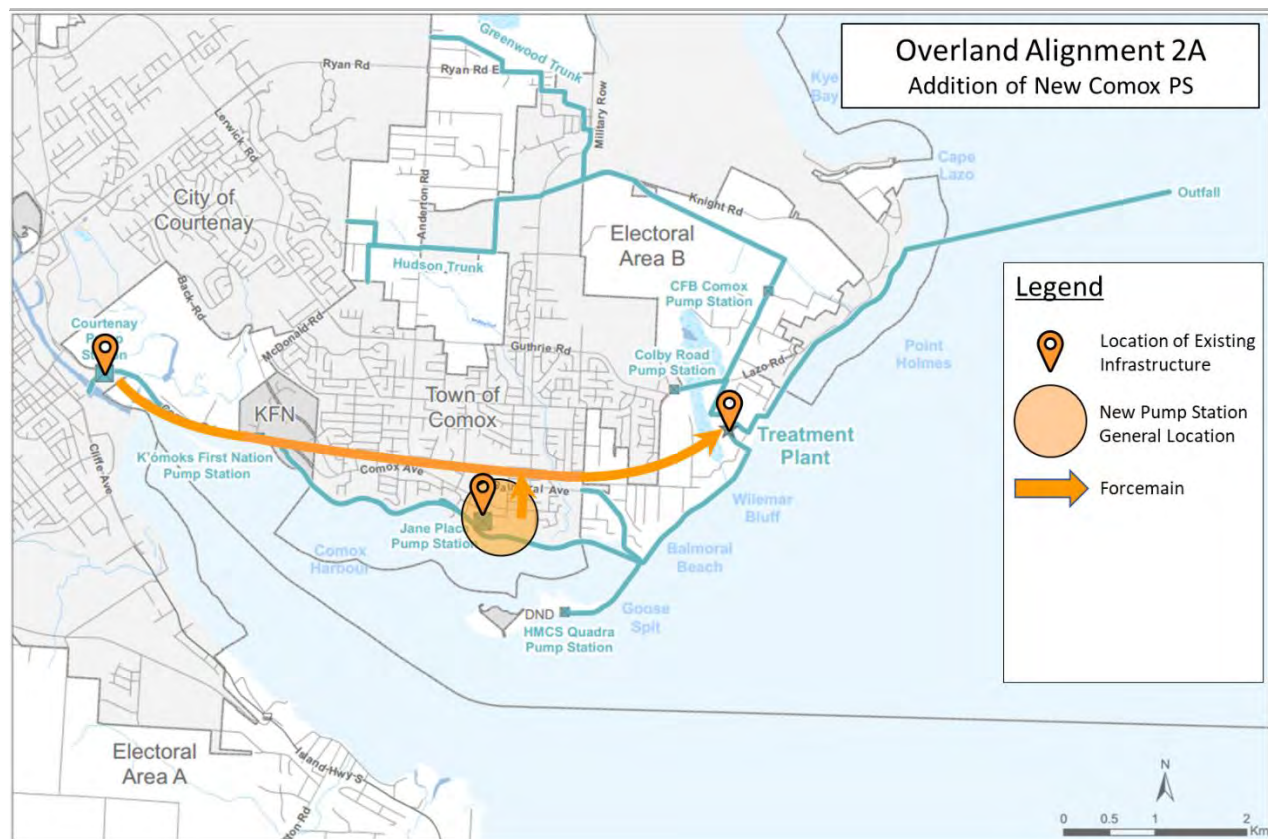 Overland Alignment 2A
Addition of New Comox PS
Greenwood Trunk
Ryan Rd
Ryan Rd E
Military Row
Lerwick Rd
Kye
Bay
Cape
Lazo
Outfall
City of
Courtenay
Anderton Rd
Knight Rd
Electoral
Area B
Hudson Trunk
CFB Comox
Pump Station
Back Rd
McDonald Rd
Courtenay
Station
Guthrie Rd
Colby Road
Pump Station
Lazo Rd
Point
Holmes
Town of
Comox
KFN
Treatment
Plant
K'ómoks First Nation
Pump Station
Comox Ave
Ave
Cliffe Ave
Jane Place
Pump Station
Wilemar
Bluff
Comox
Harbour
Balmoral
Beach
Goose
Spit
DND
HMCS Quadra
Pump Station
Electoral
Area A
Island Hwy S
Rd
Legend
Location of Existing
Infrastructure
New Pump Station
General Location
Forcemain
N
0 0.5 1 2
Km